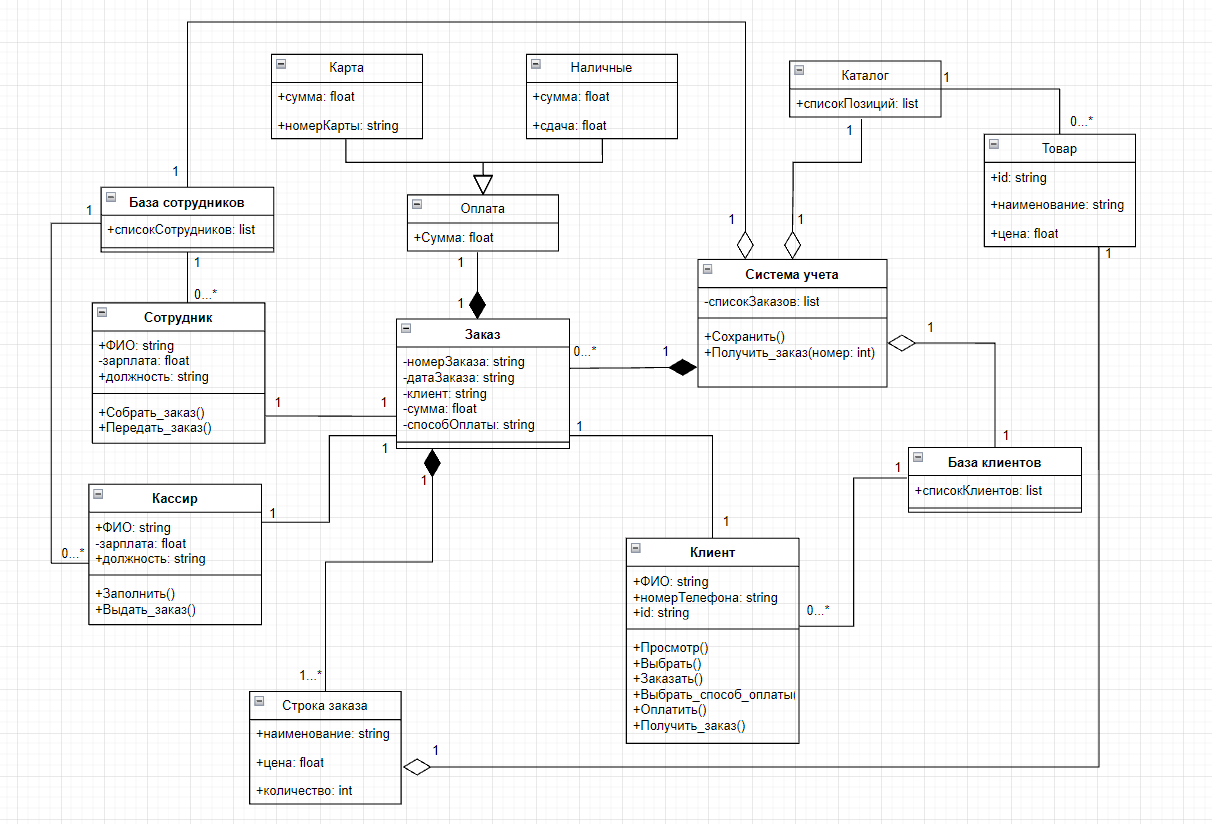 Карта
+сумма: float
+номерКарты: string
Наличные
+сумма: float
+сдача: float
Каталог
+списокПозиций: list
1
0...*
1
Товар
+id: string
+наименование: string
+цена: float
1
1
База сотрудников
+списокСотрудников: list
1
1
0...*
Оплата
+Сумма: float
1
1
1
1
Система учета
-списокЗаказов: list
+Сохранить()
+Получить_заказ(номер: int)
1
Сотрудник
+ФИО: string
-зарплата: float
+должность: string
+Собрать_заказ()
+Передать_заказ()
1
1
Заказ
-номерЗаказа: string
-датаЗаказа: string
-клиент: string
-сумма: float
-способОплаты: string
0...*
1
1
1
1
1
База клиентов
+списокКлиентов: list
1
Кассир
+ФИО: string
-зарплата: float
+должность: string
+Заполнить()
+Выдать_заказ()
1
0...*
1
Клиент
+ФИО: string
+номерТелефона: string
+id: string
+Просмотр()
+Выбрать()
+Заказать()
+Выбрать_способ_оплаты(
+Оплатить()
+Получить_заказ()
0...*
1...*
Строка заказа
+наименование: string
+цена: float
+количество: int
1